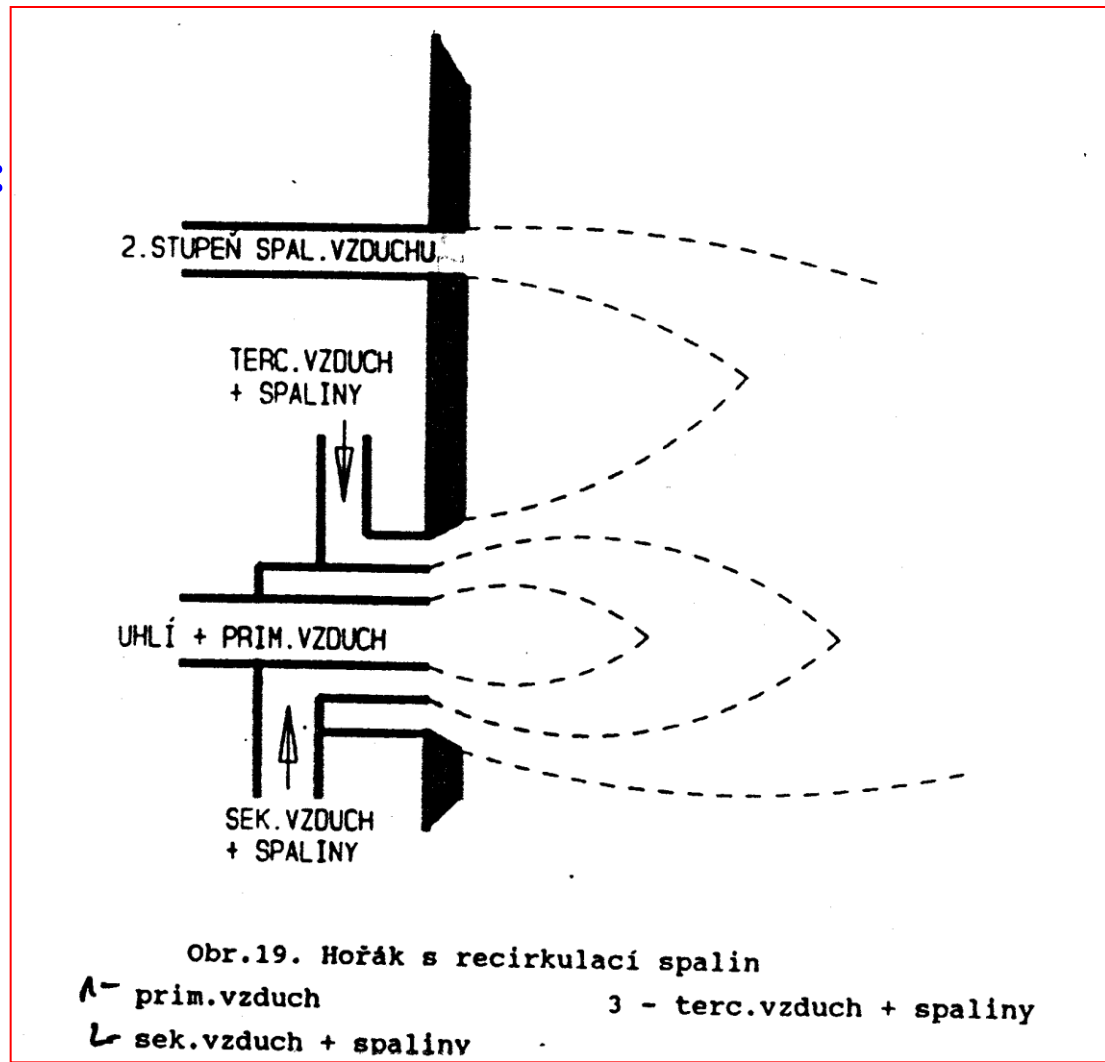 2.STUPEŇ SPAL.VZDUCHU
TERC.VZDUCH
+ SPALINY
UHLÍ + PRIM.VZDUCH
SEK.VZDUCH
+ SPALINY
Obr.19. Hořák s recirkulací spalin
1- prim.vzduch
2- sek.vzduch + spaliny
3 - terc.vzduch + spaliny